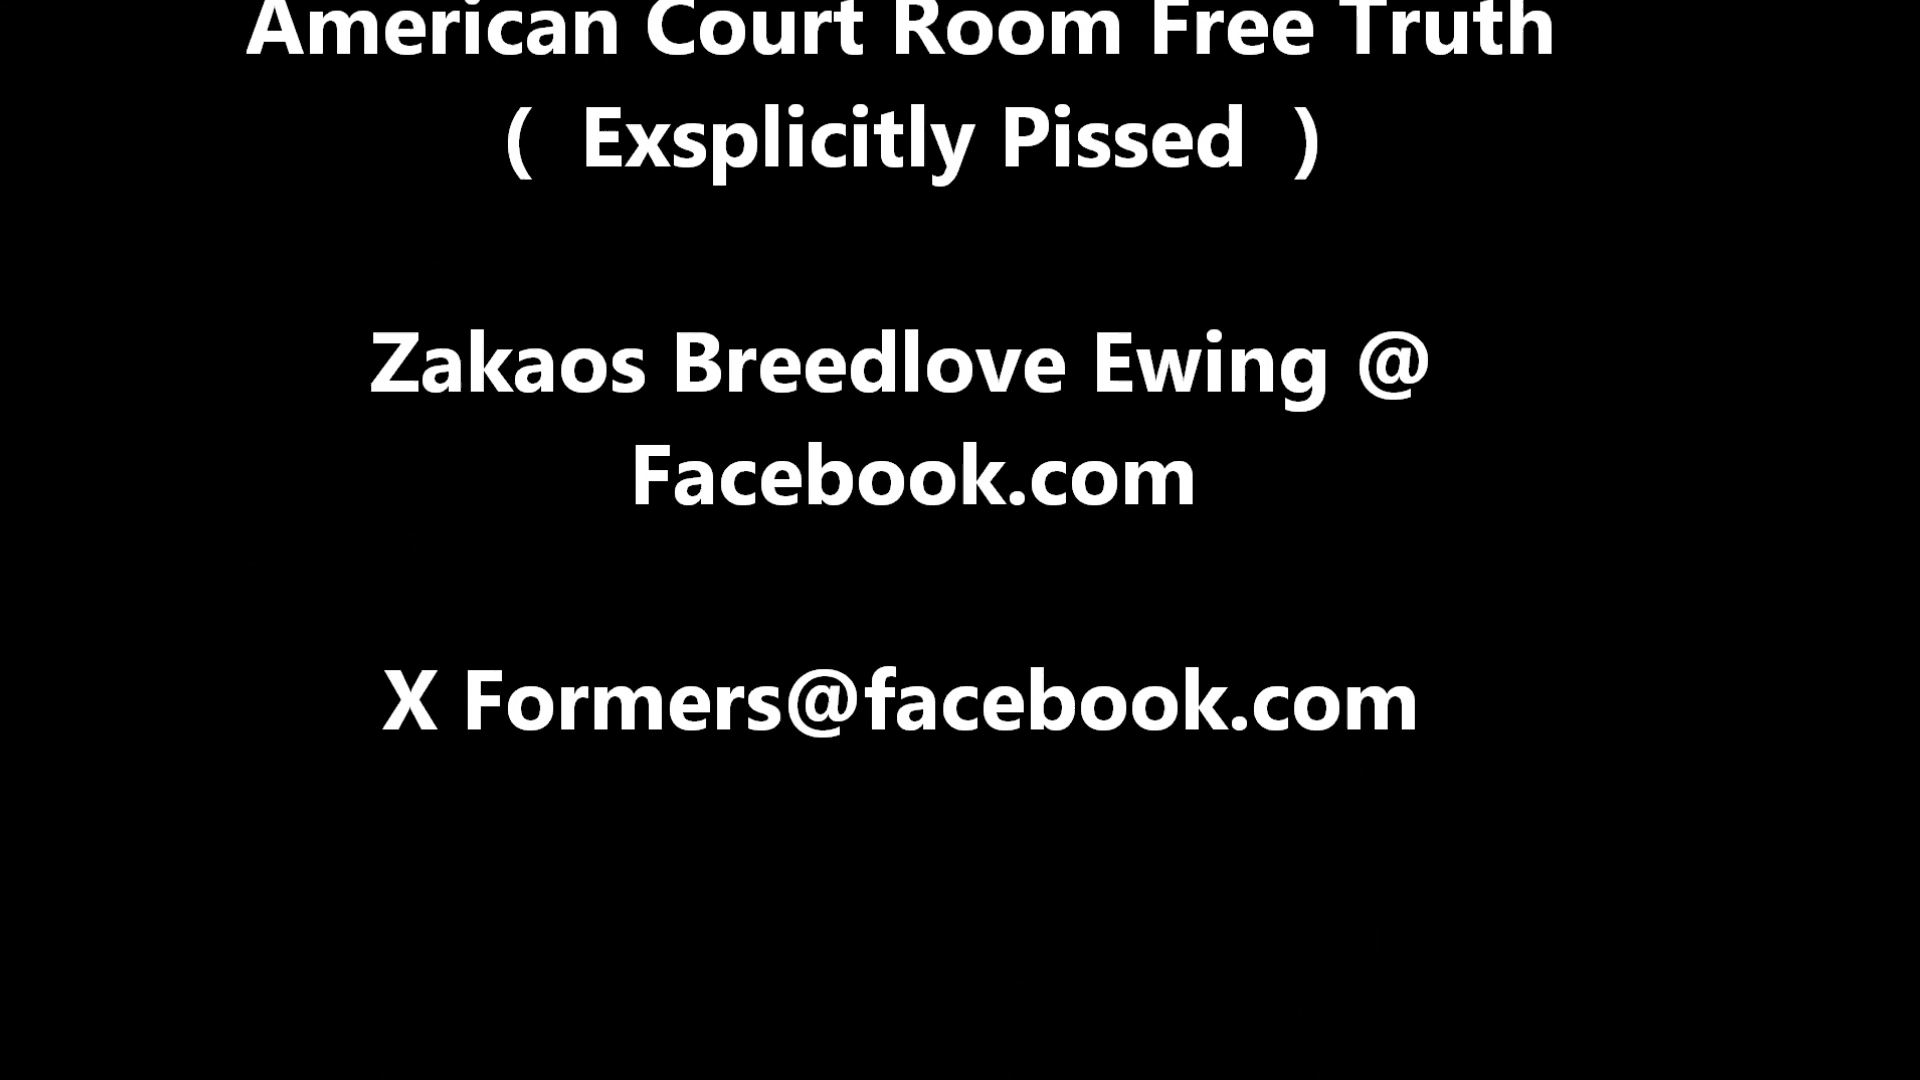 American Court Room Free Truth
( Exsplicitly Pissed )
Zakaos Breedlove Ewing @
Facebook.com
X Formers@facebook.com